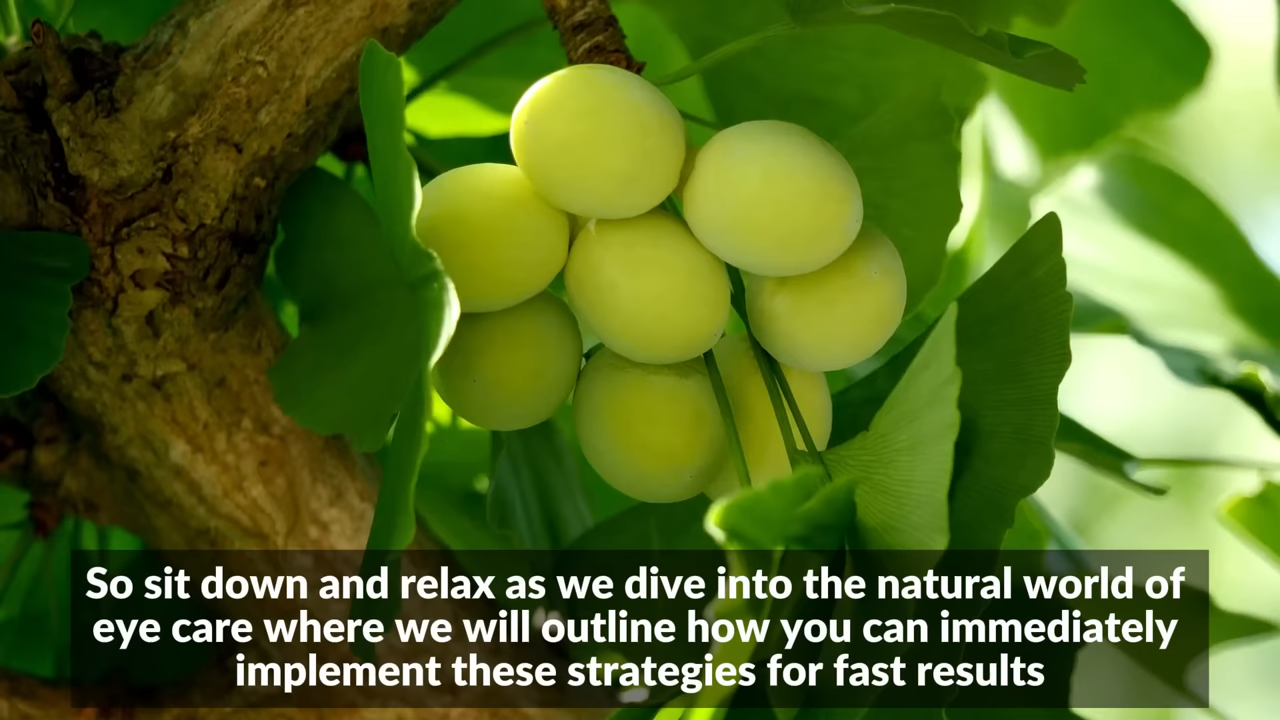 So sit down and relax as we dive into the natural world of
eye care where we will outline how you can immediately
implement these strategies for fast results